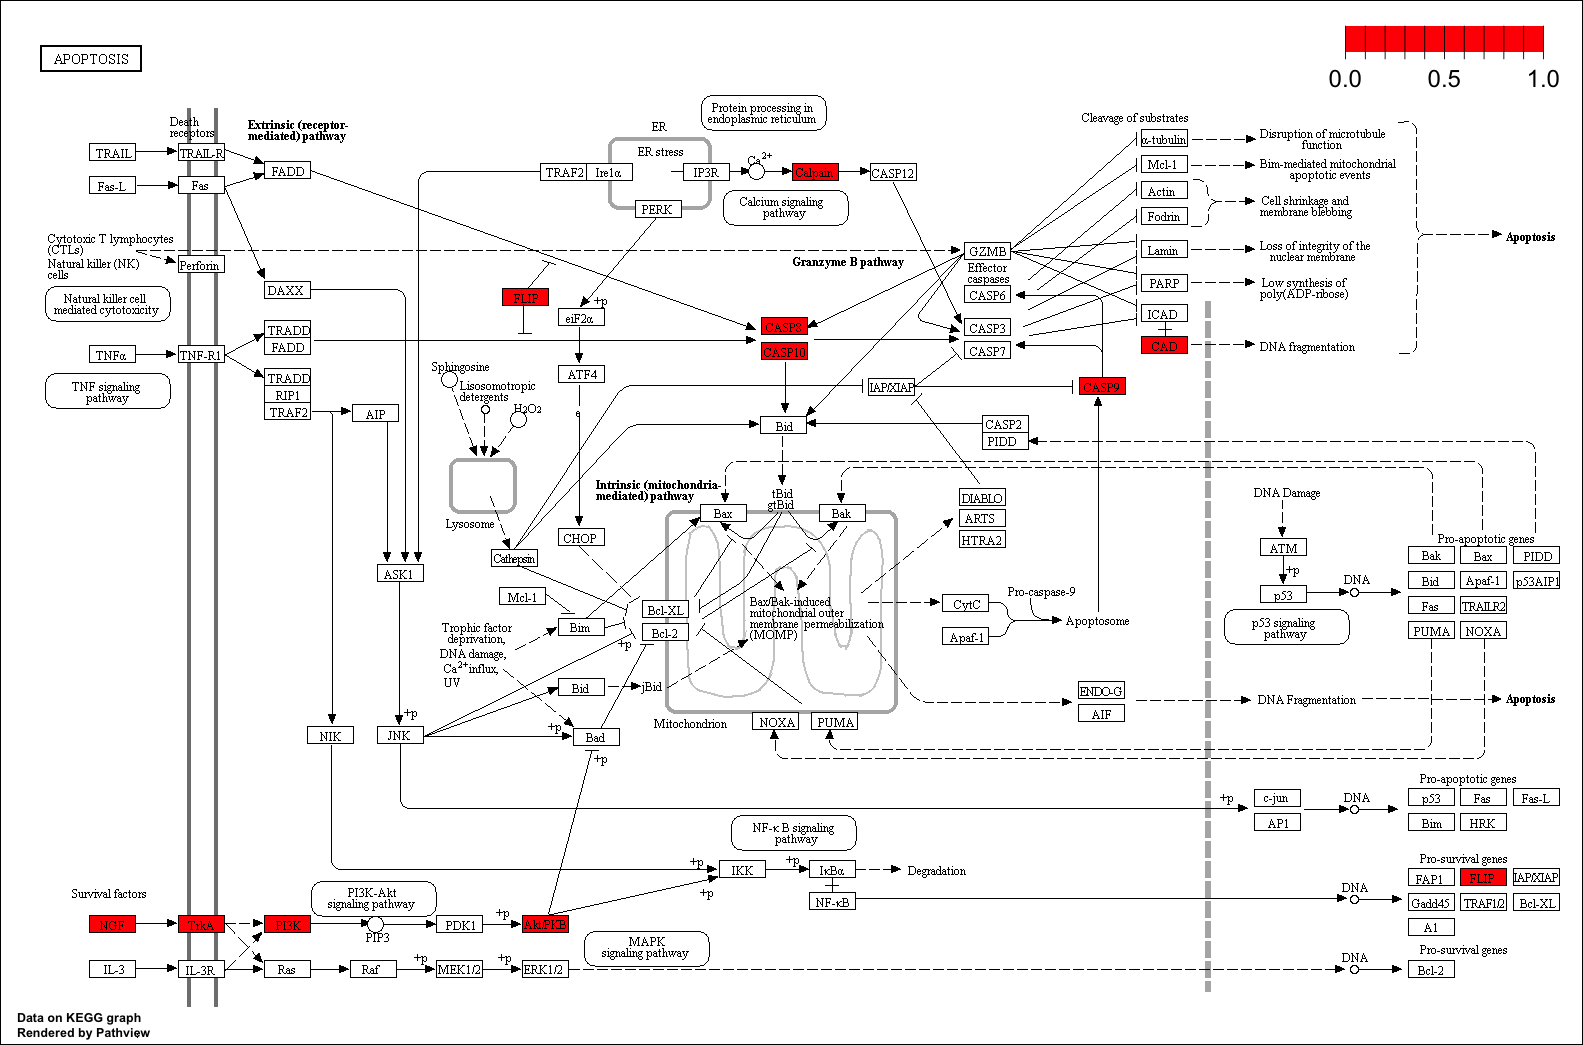 APOPTOSIS
0.0 0.5 1.0
Death
receptors
Extrinsic (receptor-
mediated) pathway
ER
ER stress
Protein processing in
endoplasmic reticulum
Cleavage of substrates
TRAIL
TRAIL-R
FADD
Fas-L
Fas
TRAF2
Ire1α
IP3R
Ca2+
Calpain
CASP12
PERK
Calcium signaling
pathway
α-tubulin
Disruption of microtubule
function
Mcl-1
Bim-mediated mitochondrial
apoptotic events
Actin
Fodrin
Cell shrinkage and
membrane blebbing
Lamin
Loss of integrity of the
nuclear membrane
PARP
Low synthesis of
poly(ADP-ribose)
ICAD
CAD
DNA fragmentation
Apoptosis
Cytotoxic T lymphocytes
(CTLs)
Natural killer (NK)
cells
Perforin
Natural killer cell
mediated cytotoxicity
DAXX
Granzyme B pathway
GZMB
Effector
caspases
CASP6
CASP3
CASP7
FLIP
+p
eiF2α
CASP8
CASP10
TNFα
TNF-R1
TRADD
FADD
TRADD
RIP1
TRAF2
AIP
TNF signaling
pathway
ATF4
e
IAP/XIAP
CASP9
Sphingosine
Lisosomotropic
detergents
H2O2
Lysosome
Bid
CASP2
PIDD
Intrinsic (mitochondria-
mediated) pathway
tBid
gtBid
Bax
Bak
DIABLO
ARTS
HTRA2
DNA Damage
ATM
+p
p53
DNA
p53 signaling
pathway
Pro-apoptotic genes
Bak
Bax
PIDD
Bid
Apaf-1
p53AIP1
Fas
TRAILR2
PUMA
NOXA
CHOP
Cathepsin
ASK1
Mcl-1
Bim
Bcl-XL
Bcl-2
+p
Bax/Bak-induced
mitochondrial outer
membrane permeabilization
(MOMP)
CytC
Apaf-1
Pro-caspase-9
Apoptosome
Trophic factor
deprivation,
DNA damage,
Ca2+ influx,
UV
Bid
jBid
ENDO-G
AIF
DNA Fragmentation
Apoptosis
Mitochondrion
NOXA
PUMA
NIK
+p
JNK
+p
Bad
+p
+p
c-jun
AP1
DNA
Pro-apoptotic genes
p53
Fas
Fas-L
Bim
HRK
NF-κB signaling
pathway
+p
IKK
+p
IκBα
Degradation
+p
NF-κB
DNA
Pro-survival genes
FAP1
FLIP
IAP/XIAP
Gadd45
TRAF1/2
Bcl-XL
A1
Survival factors
PI3K-Akt
signaling pathway
NGF
TrkA
PI3K
PIP3
PDK1
+p
Akt/PKB
MAPK
signaling pathway
IL-3
IL-3R
Ras
Raf
+p
MEK1/2
+p
ERK1/2
DNA
Pro-survival genes
Bcl-2
Data on KEGG graph
Rendered by Pathview